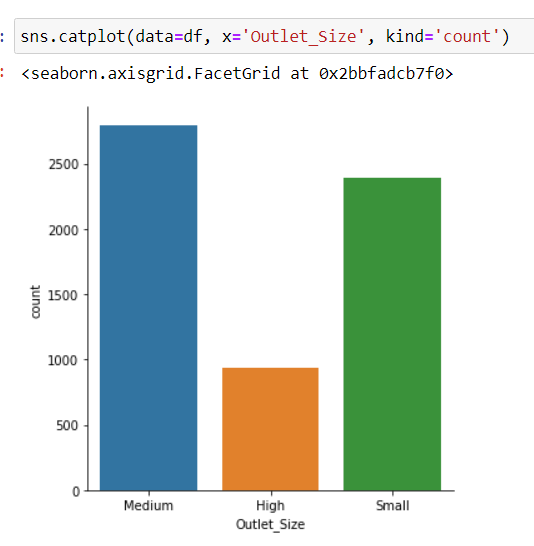 : sns.catplot(data=df, x='Outlet_Size', kind='count')
: <seaborn.axisgrid.FacetGrid at 0x2bbfadcb7f0>
2500
2000
1500
1000
500
0
count
Medium High Small
Outlet_Size